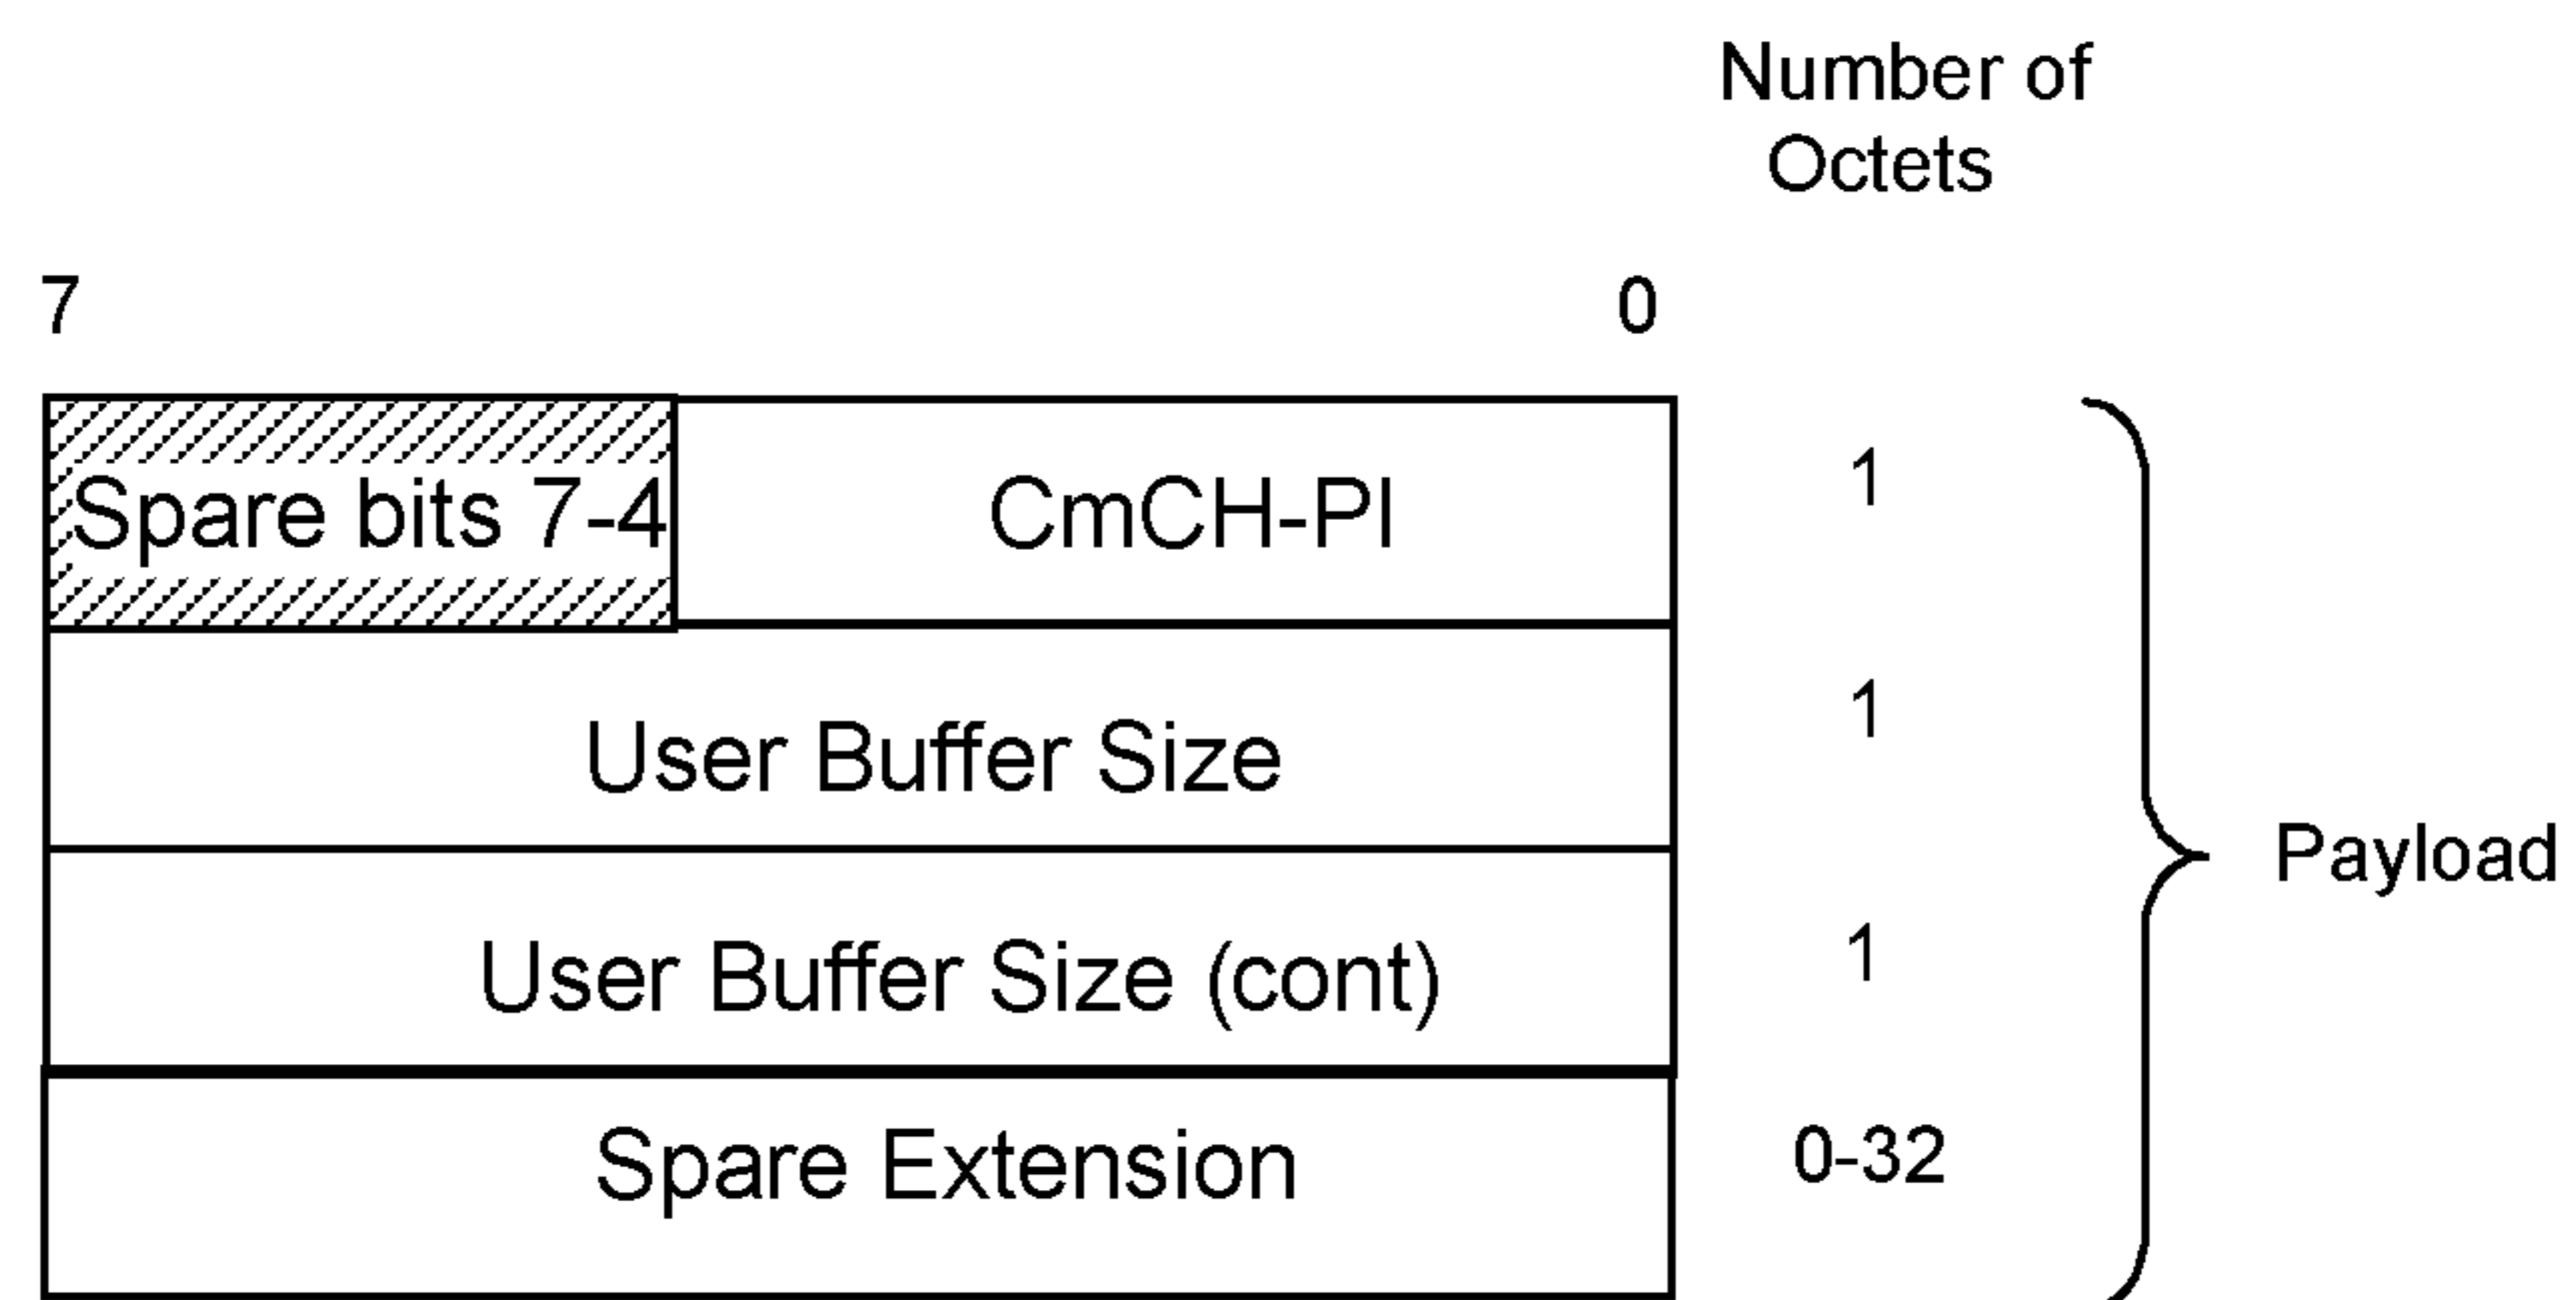 Number of
Octets
7 0
Spare bits 7-4 CmCH-PI 1
User Buffer Size 1
User Buffer Size (cont) 1
Payload
Spare Extension 0-32